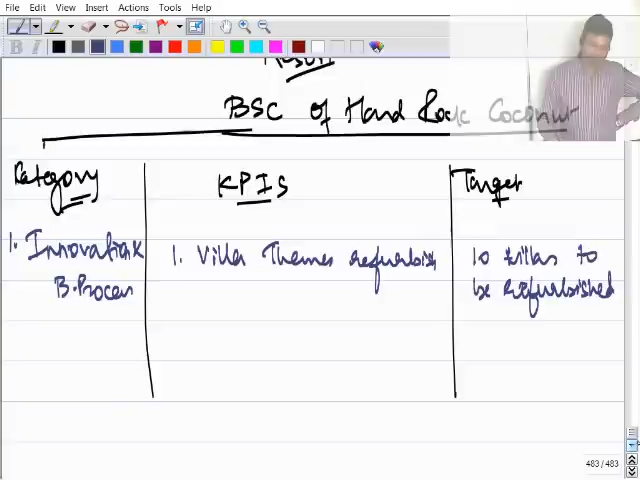 File Edit View Insert Actions Tools Help
Result
BSC of Hard Rock Coconut
Category KPIs Target
1. Innovation & 1. Villa Themes refurbish 10 villas to
B. Process be refurbished
483 / 483